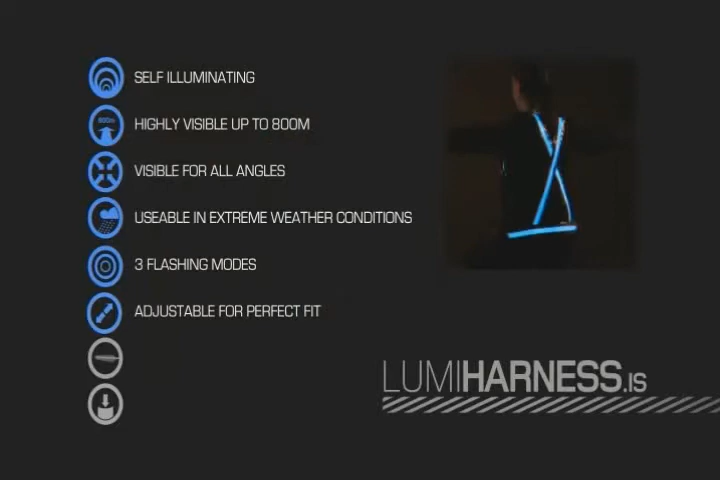 SELF ILLUMINATING
800m
HIGHLY VISIBLE UP TO 800M
VISIBLE FOR ALL ANGLES
USEABLE IN EXTREME WEATHER CONDITIONS
3 FLASHING MODES
ADJUSTABLE FOR PERFECT FIT
LUMIHARNESS.IS